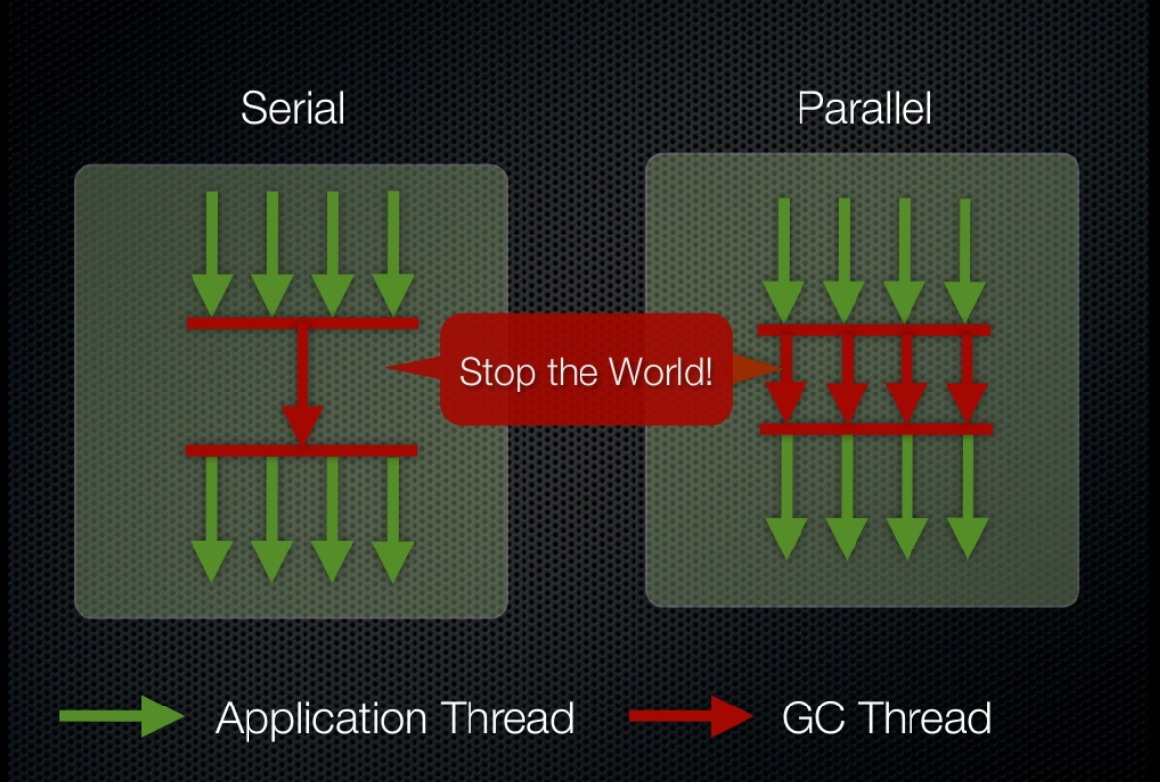 Serial
Parallel
Stop the World!
Application Thread
GC Thread